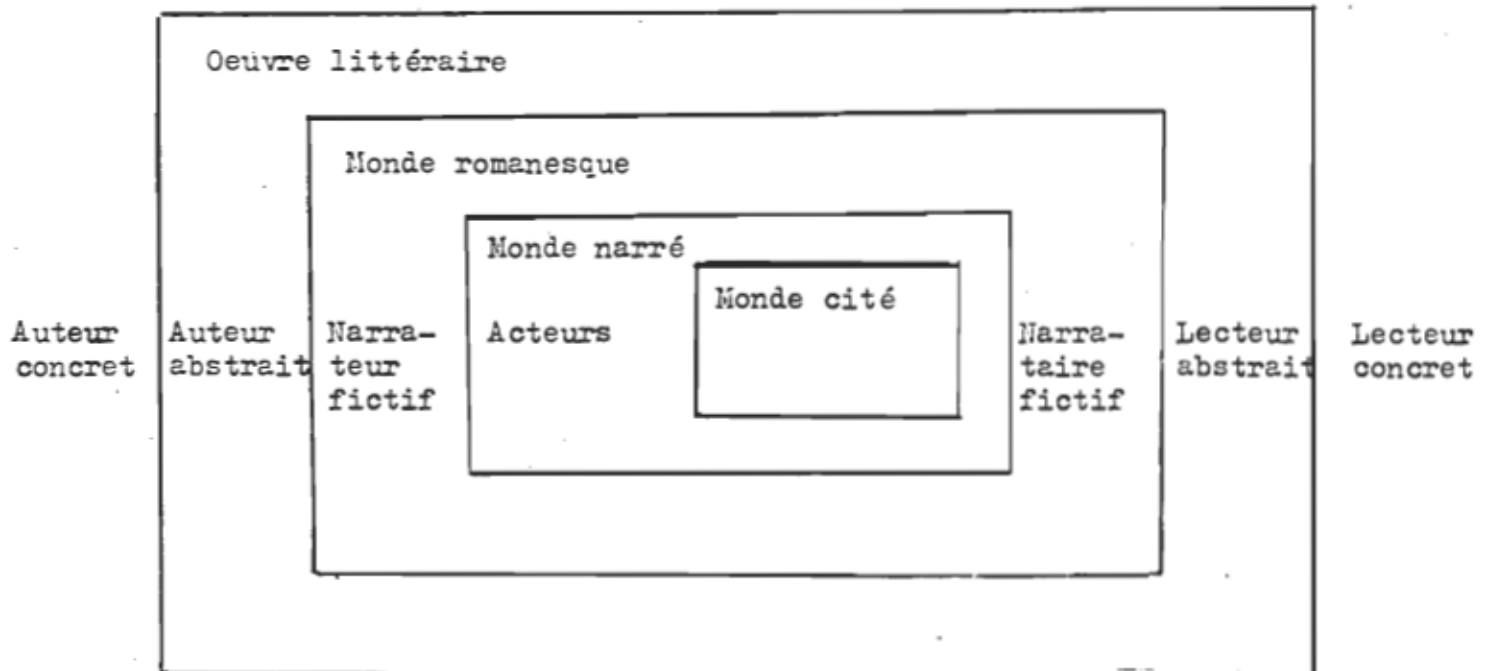 Oeuvre littéraire
Monde romanesque
Monde narré
Monde cité
Auteur
concret
Auteur
abstrait
Narra-
teur
fictif
Acteurs
Narra-
taire
fictif
Lecteur
abstrait
Lecteur
concret